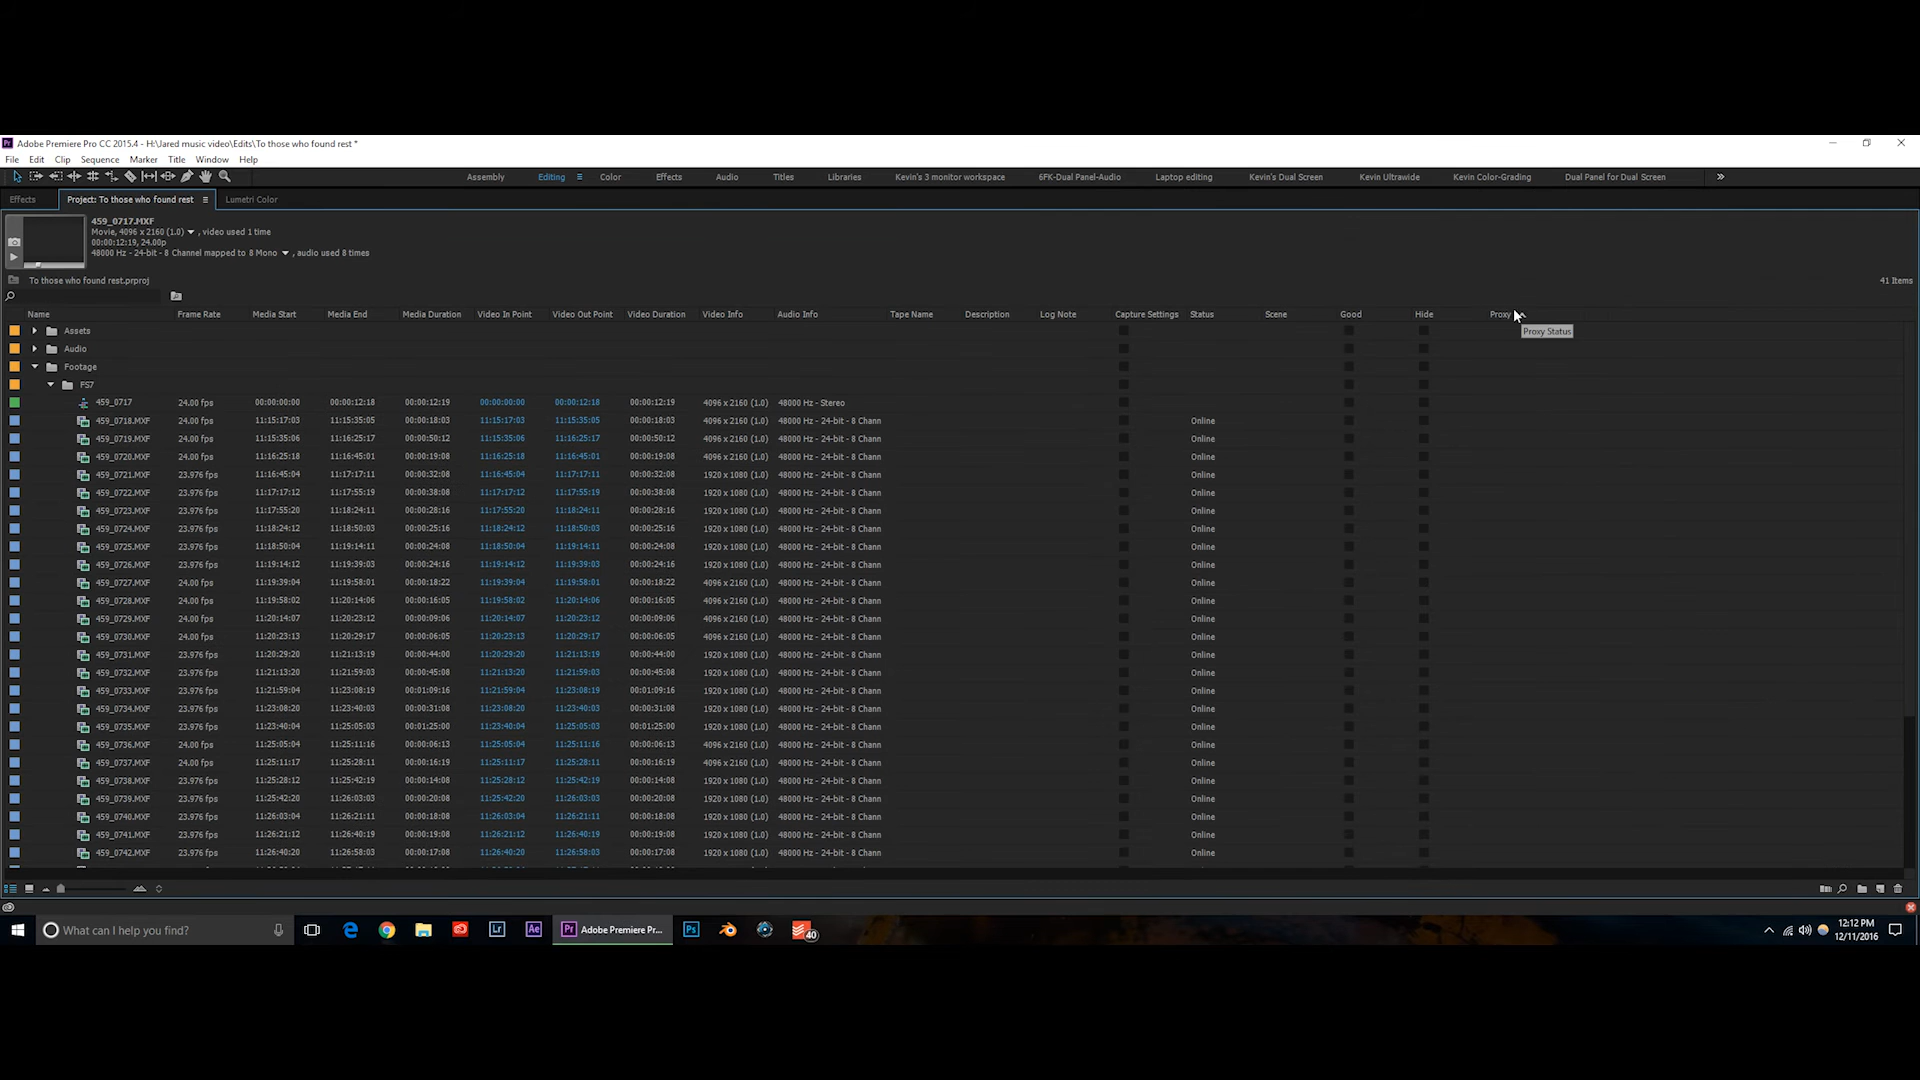 Adobe Premiere Pro CC 2015.4 - H:\Jared music video\Edits\To those who found rest *
File Edit Clip Sequence Marker Title Window Help
Assembly Editing Color Effects Audio Titles Libraries Kevin's 3 monitor workspace 6FK-Dual Panel-Audio Laptop editing Kevin's Dual Screen Kevin Ultrawide Kevin Color-Grading Dual Panel for Dual Screen
Effects Project: To those who found rest Lumetri Color
459_0717.MXF
Movie, 4096 x 2160 (1.0) , video used 1 time
00:00:12:19, 24.00p
48000 Hz - 24-bit - 8 Channel mapped to 8 Mono , audio used 8 times
To those who found rest.prproj 41 Items
Name Frame Rate Media Start Media End Media Duration Video In Point Video Out Point Video Duration Video Info Audio Info Tape Name Description Log Note Capture Settings Status Scene Good Hide Proxy
Assets Proxy Status
Audio
Footage
FS7
459_0717 24.00 fps 00:00:00:00 00:00:12:18 00:00:12:19 00:00:00:00 00:00:12:18 00:00:12:19 4096 x 2160 (1.0) 48000 Hz - Stereo
459_0718.MXF 24.00 fps 11:15:17:03 11:15:35:05 00:00:18:03 11:15:17:03 11:15:35:05 00:00:18:03 4096 x 2160 (1.0) 48000 Hz - 24-bit - 8 Chann Online
459_0719.MXF 24.00 fps 11:15:35:06 11:16:25:17 00:00:50:12 11:15:35:06 11:16:25:17 00:00:50:12 4096 x 2160 (1.0) 48000 Hz - 24-bit - 8 Chann Online
459_0720.MXF 24.00 fps 11:16:25:18 11:16:45:01 00:00:19:08 11:16:25:18 11:16:45:01 00:00:19:08 4096 x 2160 (1.0) 48000 Hz - 24-bit - 8 Chann Online
459_0721.MXF 23.976 fps 11:16:45:04 11:17:17:11 00:00:32:08 11:16:45:04 11:17:17:11 00:00:32:08 1920 x 1080 (1.0) 48000 Hz - 24-bit - 8 Chann Online
459_0722.MXF 23.976 fps 11:17:17:12 11:17:55:19 00:00:38:08 11:17:17:12 11:17:55:19 00:00:38:08 1920 x 1080 (1.0) 48000 Hz - 24-bit - 8 Chann Online
459_0723.MXF 23.976 fps 11:17:55:20 11:18:24:11 00:00:28:16 11:17:55:20 11:18:24:11 00:00:28:16 1920 x 1080 (1.0) 48000 Hz - 24-bit - 8 Chann Online
459_0724.MXF 23.976 fps 11:18:24:12 11:18:50:03 00:00:25:16 11:18:24:12 11:18:50:03 00:00:25:16 1920 x 1080 (1.0) 48000 Hz - 24-bit - 8 Chann Online
459_0725.MXF 23.976 fps 11:18:50:04 11:19:14:11 00:00:24:08 11:18:50:04 11:19:14:11 00:00:24:08 1920 x 1080 (1.0) 48000 Hz - 24-bit - 8 Chann Online
459_0726.MXF 23.976 fps 11:19:14:12 11:19:39:03 00:00:24:16 11:19:14:12 11:19:39:03 00:00:24:16 1920 x 1080 (1.0) 48000 Hz - 24-bit - 8 Chann Online
459_0727.MXF 24.00 fps 11:19:39:04 11:19:58:01 00:00:18:22 11:19:39:04 11:19:58:01 00:00:18:22 4096 x 2160 (1.0) 48000 Hz - 24-bit - 8 Chann Online
459_0728.MXF 24.00 fps 11:19:58:02 11:20:14:06 00:00:16:05 11:19:58:02 11:20:14:06 00:00:16:05 4096 x 2160 (1.0) 48000 Hz - 24-bit - 8 Chann Online
459_0729.MXF 24.00 fps 11:20:14:07 11:20:23:12 00:00:09:06 11:20:14:07 11:20:23:12 00:00:09:06 4096 x 2160 (1.0) 48000 Hz - 24-bit - 8 Chann Online
459_0730.MXF 24.00 fps 11:20:23:13 11:20:29:17 00:00:06:05 11:20:23:13 11:20:29:17 00:00:06:05 4096 x 2160 (1.0) 48000 Hz - 24-bit - 8 Chann Online
459_0731.MXF 23.976 fps 11:20:29:20 11:21:13:19 00:00:44:00 11:20:29:20 11:21:13:19 00:00:44:00 1920 x 1080 (1.0) 48000 Hz - 24-bit - 8 Chann Online
459_0732.MXF 23.976 fps 11:21:13:20 11:21:59:03 00:00:45:08 11:21:13:20 11:21:59:03 00:00:45:08 1920 x 1080 (1.0) 48000 Hz - 24-bit - 8 Chann Online
459_0733.MXF 23.976 fps 11:21:59:04 11:23:08:19 00:01:09:16 11:21:59:04 11:23:08:19 00:01:09:16 1920 x 1080 (1.0) 48000 Hz - 24-bit - 8 Chann Online
459_0734.MXF 23.976 fps 11:23:08:20 11:23:40:03 00:00:31:08 11:23:08:20 11:23:40:03 00:00:31:08 1920 x 1080 (1.0) 48000 Hz - 24-bit - 8 Chann Online
459_0735.MXF 23.976 fps 11:23:40:04 11:25:05:03 00:01:25:00 11:23:40:04 11:25:05:03 00:01:25:00 1920 x 1080 (1.0) 48000 Hz - 24-bit - 8 Chann Online
459_0736.MXF 24.00 fps 11:25:05:04 11:25:11:16 00:00:06:13 11:25:05:04 11:25:11:16 00:00:06:13 4096 x 2160 (1.0) 48000 Hz - 24-bit - 8 Chann Online
459_0737.MXF 24.00 fps 11:25:11:17 11:25:28:11 00:00:16:19 11:25:11:17 11:25:28:11 00:00:16:19 4096 x 2160 (1.0) 48000 Hz - 24-bit - 8 Chann Online
459_0738.MXF 23.976 fps 11:25:28:12 11:25:42:19 00:00:14:08 11:25:28:12 11:25:42:19 00:00:14:08 1920 x 1080 (1.0) 48000 Hz - 24-bit - 8 Chann Online
459_0739.MXF 23.976 fps 11:25:42:20 11:26:03:03 00:00:20:08 11:25:42:20 11:26:03:03 00:00:20:08 1920 x 1080 (1.0) 48000 Hz - 24-bit - 8 Chann Online
459_0740.MXF 23.976 fps 11:26:03:04 11:26:21:11 00:00:18:08 11:26:03:04 11:26:21:11 00:00:18:08 1920 x 1080 (1.0) 48000 Hz - 24-bit - 8 Chann Online
459_0741.MXF 23.976 fps 11:26:21:12 11:26:40:19 00:00:19:08 11:26:21:12 11:26:40:19 00:00:19:08 1920 x 1080 (1.0) 48000 Hz - 24-bit - 8 Chann Online
459_0742.MXF 23.976 fps 11:26:40:20 11:26:58:03 00:00:17:08 11:26:40:20 11:26:58:03 00:00:17:08 1920 x 1080 (1.0) 48000 Hz - 24-bit - 8 Chann Online
What can I help you find? Lr Ae Pr Adobe Premiere Pr... Ps 40 12:12 PM
12/11/2016